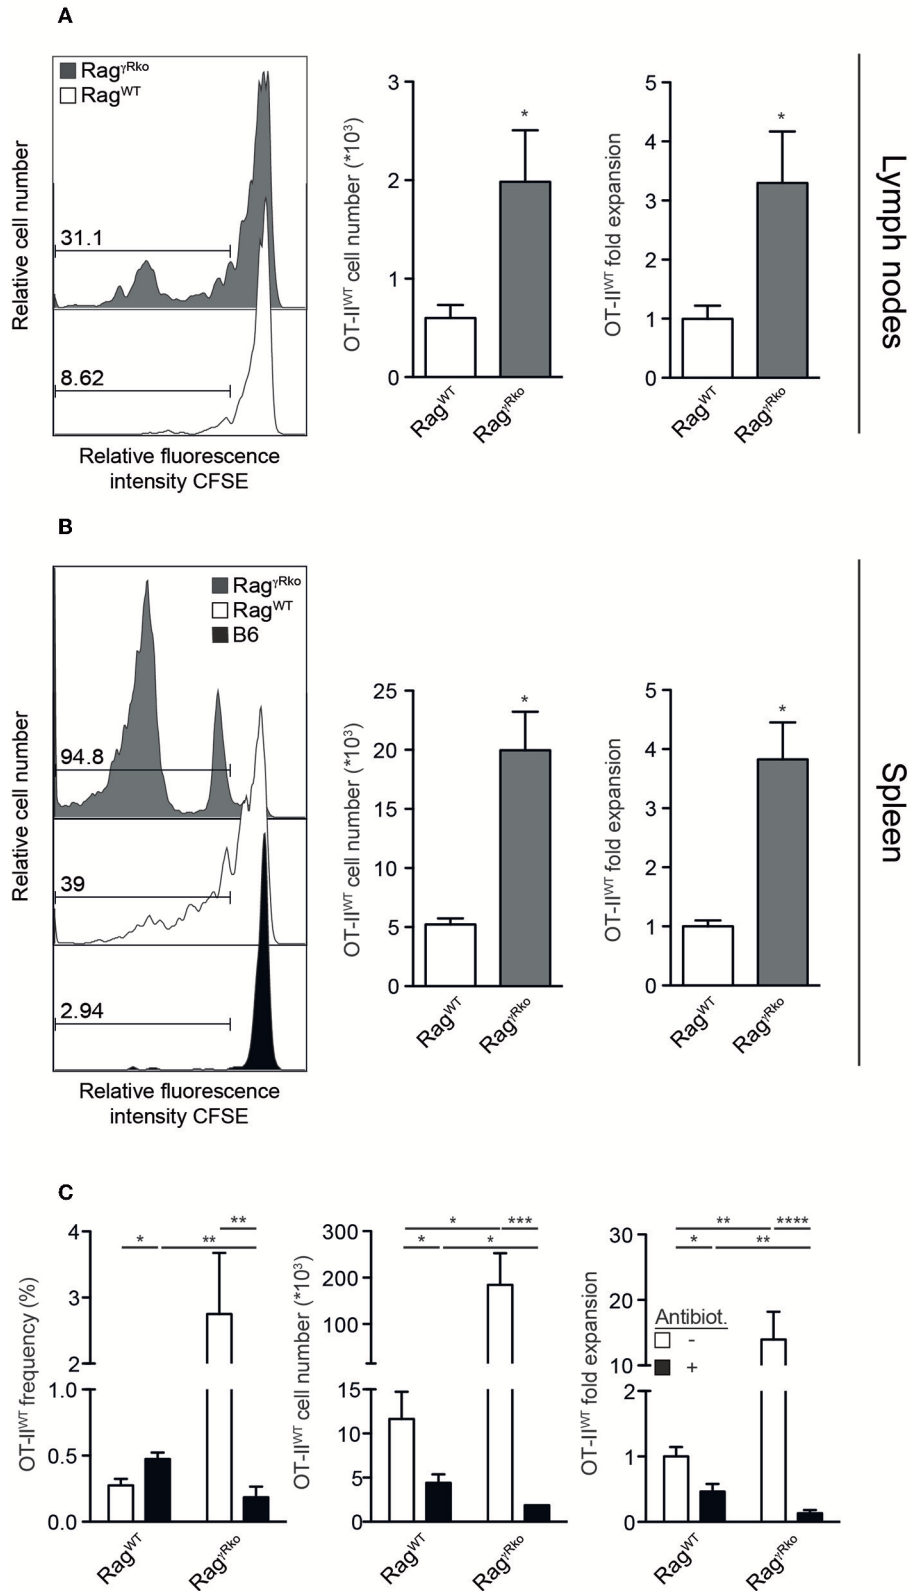 A
Rag^γRko
Rag^WT
Relative cell number
31.1
8.62
Relative fluorescence
intensity CFSE
OT-II^WT cell number (*10^3)
3
2
1
0
*
Rag^WT
Rag^γRko
OT-II^WT fold expansion
5
4
3
2
1
0
*
Rag^WT
Rag^γRko
Lymph nodes
B
Rag^γRko
Rag^WT
B6
Relative cell number
94.8
39
2.94
Relative fluorescence
intensity CFSE
OT-II^WT cell number (*10^3)
25
20
15
10
5
0
*
Rag^WT
Rag^γRko
OT-II^WT fold expansion
5
4
3
2
1
0
*
Rag^WT
Rag^γRko
Spleen
C
OT-II^WT frequency (%)
4
3
2
1.0
0.5
0.0
**
* **
Rag^WT
Rag^γRko
OT-II^WT cell number (*10^3)
300
200
100
15
10
5
0
* ***
* *
Rag^WT
Rag^γRko
OT-II^WT fold expansion
30
20
10
2
1
0
** ****
* **
Antibiot.
-
+
Rag^WT
Rag^γRko